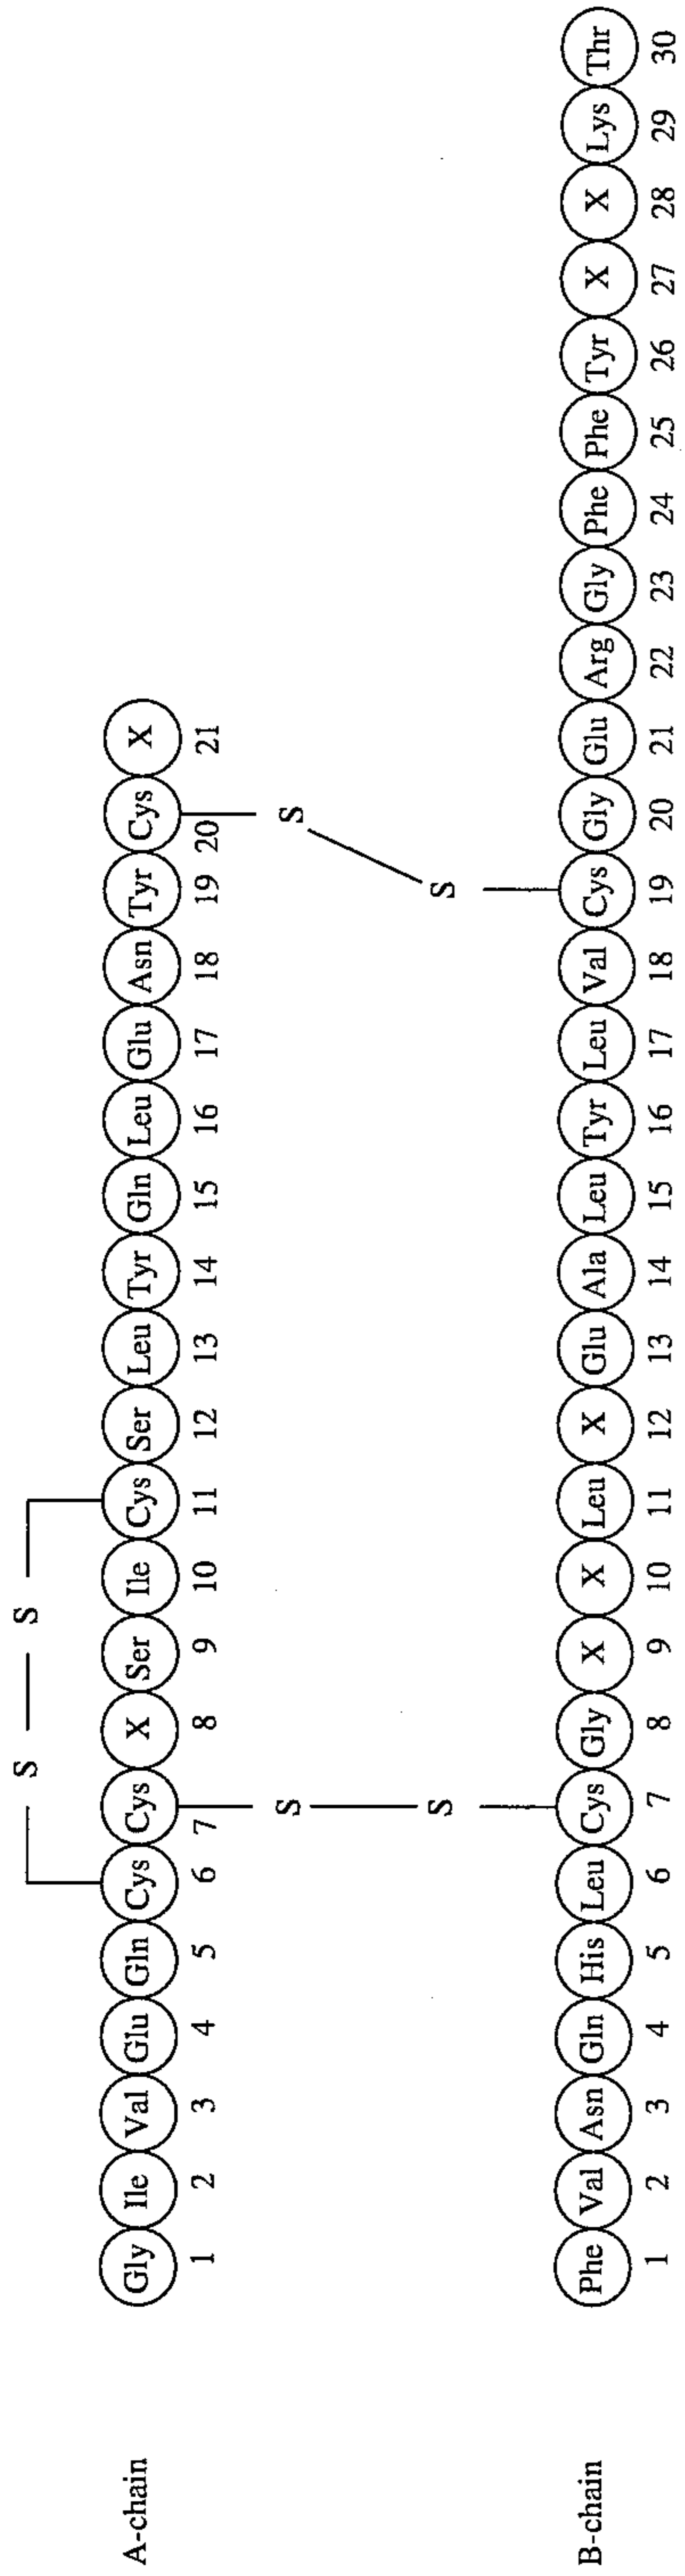 S S
A-chain Gly Ile Val Glu Gln Cys Cys X Ser Ile Cys Ser Leu Tyr Gln Leu Glu Asn Tyr Cys X
1 2 3 4 5 6 7 8 9 10 11 12 13 14 15 16 17 18 19 20 21
S S
S S
B-chain Phe Val Asn Gln His Leu Cys Gly X X Leu X Glu Ala Leu Tyr Leu Val Cys Gly Glu Arg Gly Phe Phe Tyr X X Lys Thr
1 2 3 4 5 6 7 8 9 10 11 12 13 14 15 16 17 18 19 20 21 22 23 24 25 26 27 28 29 30